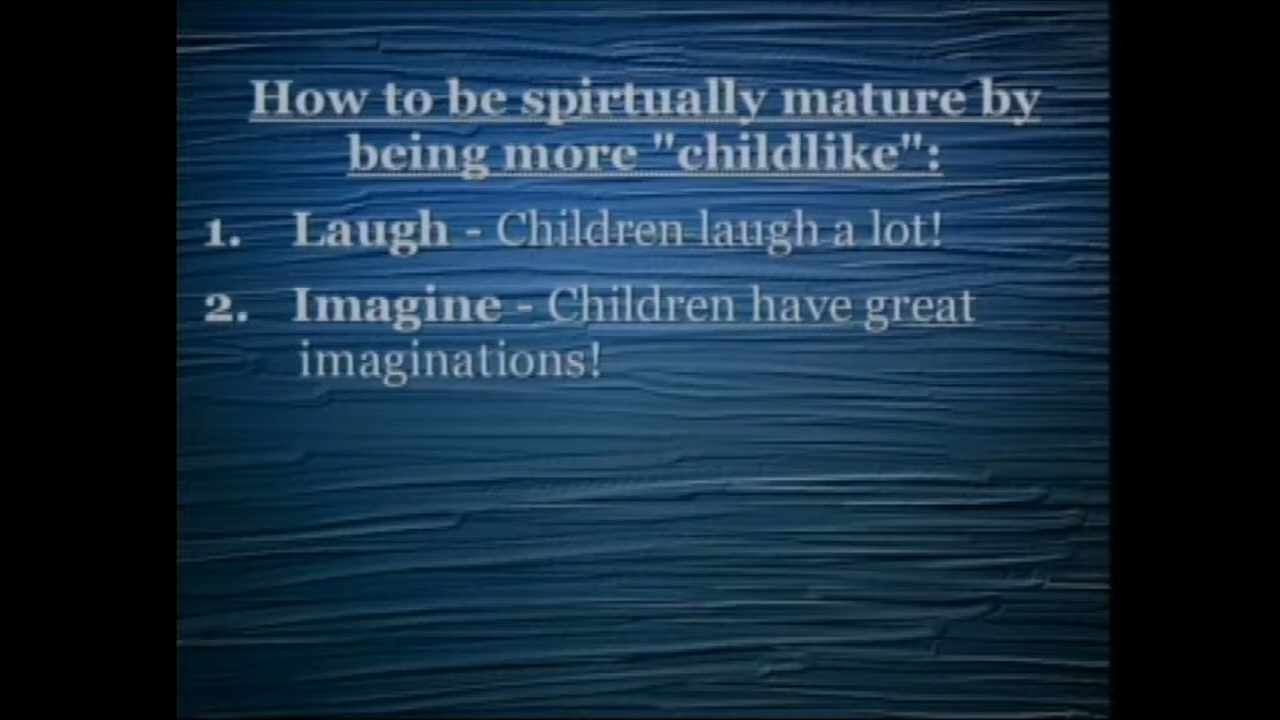 How to be spirtually mature by
being more "childlike":
1. Laugh - Children laugh a lot!
2. Imagine - Children have great
imaginations!